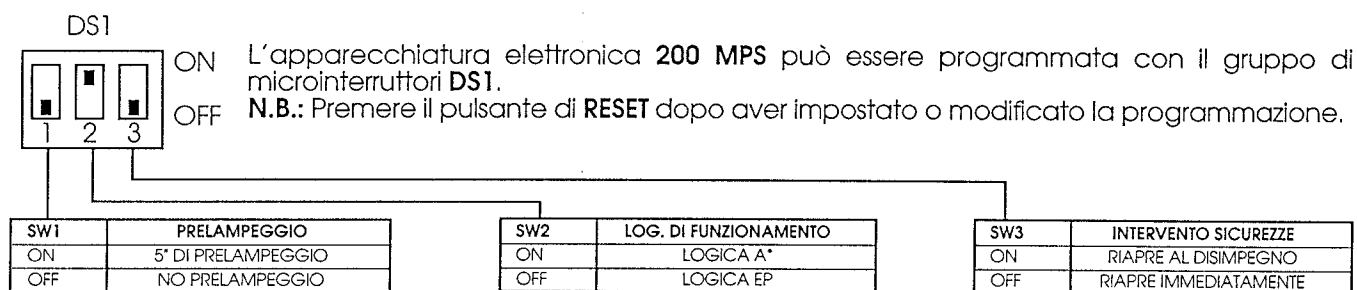 DS1
ON
OFF
1 2 3
L'apparecchiatura elettronica 200 MPS può essere programmata con il gruppo di
microinterruttori DS1.
N.B.: Premere il pulsante di RESET dopo aver impostato o modificato la programmazione.
SW1 PRELAMPEGGIO
ON 5" DI PRELAMPEGGIO
OFF NO PRELAMPEGGIO
SW2 LOG. DI FUNZIONAMENTO
ON LOGICA A*
OFF LOGICA EP
SW3 INTERVENTO SICUREZZE
ON RIAPRE AL DISIMPEGNO
OFF RIAPRE IMMEDIATAMENTE